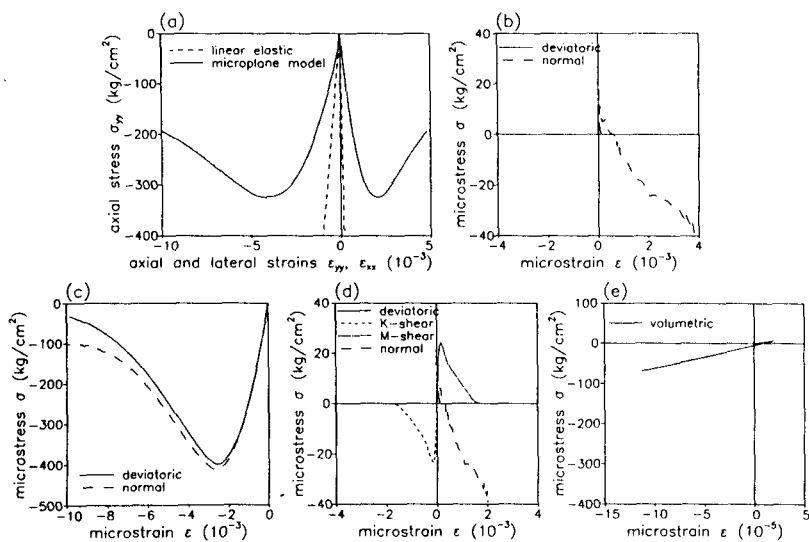 (a)
linear elastic
microplane model
axial stress σyy (kg/cm²)
0
−100
−200
−300
−400
−10
−5
0
5
axial and lateral strains εyy, εxx (10⁻³)
(b)
deviatoric
normal
microstress σ (kg/cm²)
40
20
0
−20
−40
−4
−2
0
2
4
microstrain ε (10⁻³)
(c)
deviatoric
normal
microstress σ (kg/cm²)
0
−100
−200
−300
−400
−500
−10
−8
−6
−4
−2
0
microstrain ε (10⁻³)
(d)
deviatoric
K−shear
M−shear
normal
microstress σ (kg/cm²)
40
20
0
−20
−40
−4
−2
0
2
4
microstrain ε (10⁻³)
(e)
volumetric
microstress σ (kg/cm²)
100
0
−100
−200
−300
−400
−15
−10
−5
0
5
microstrain ε (10⁻⁵)